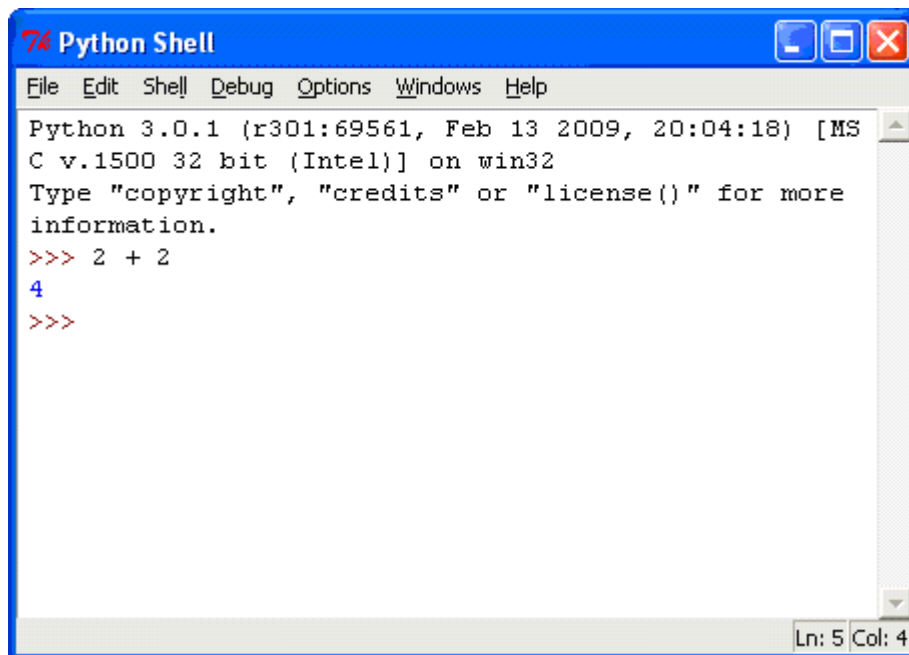 Python Shell
File Edit Shell Debug Options Windows Help
Python 3.0.1 (r301:69561, Feb 13 2009, 20:04:18) [MS
C v.1500 32 bit (Intel)] on win32
Type "copyright", "credits" or "license()" for more
information.
>>> 2 + 2
4
>>>
Ln: 5 Col: 4